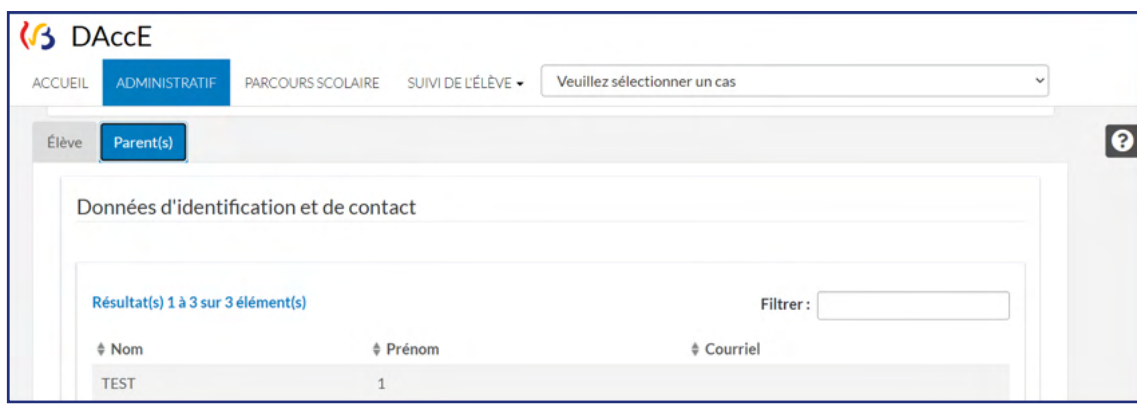 DAccE
ACCUEIL ADMINISTRATIF PARCOURS SCOLAIRE SUIVI DE L'ÉLÈVE Veuillez sélectionner un cas
Élève Parent(s)
Données d'identification et de contact
Résultat(s) 1 à 3 sur 3 élément(s) Filtrer :
Nom Prénom Courriel
TEST 1